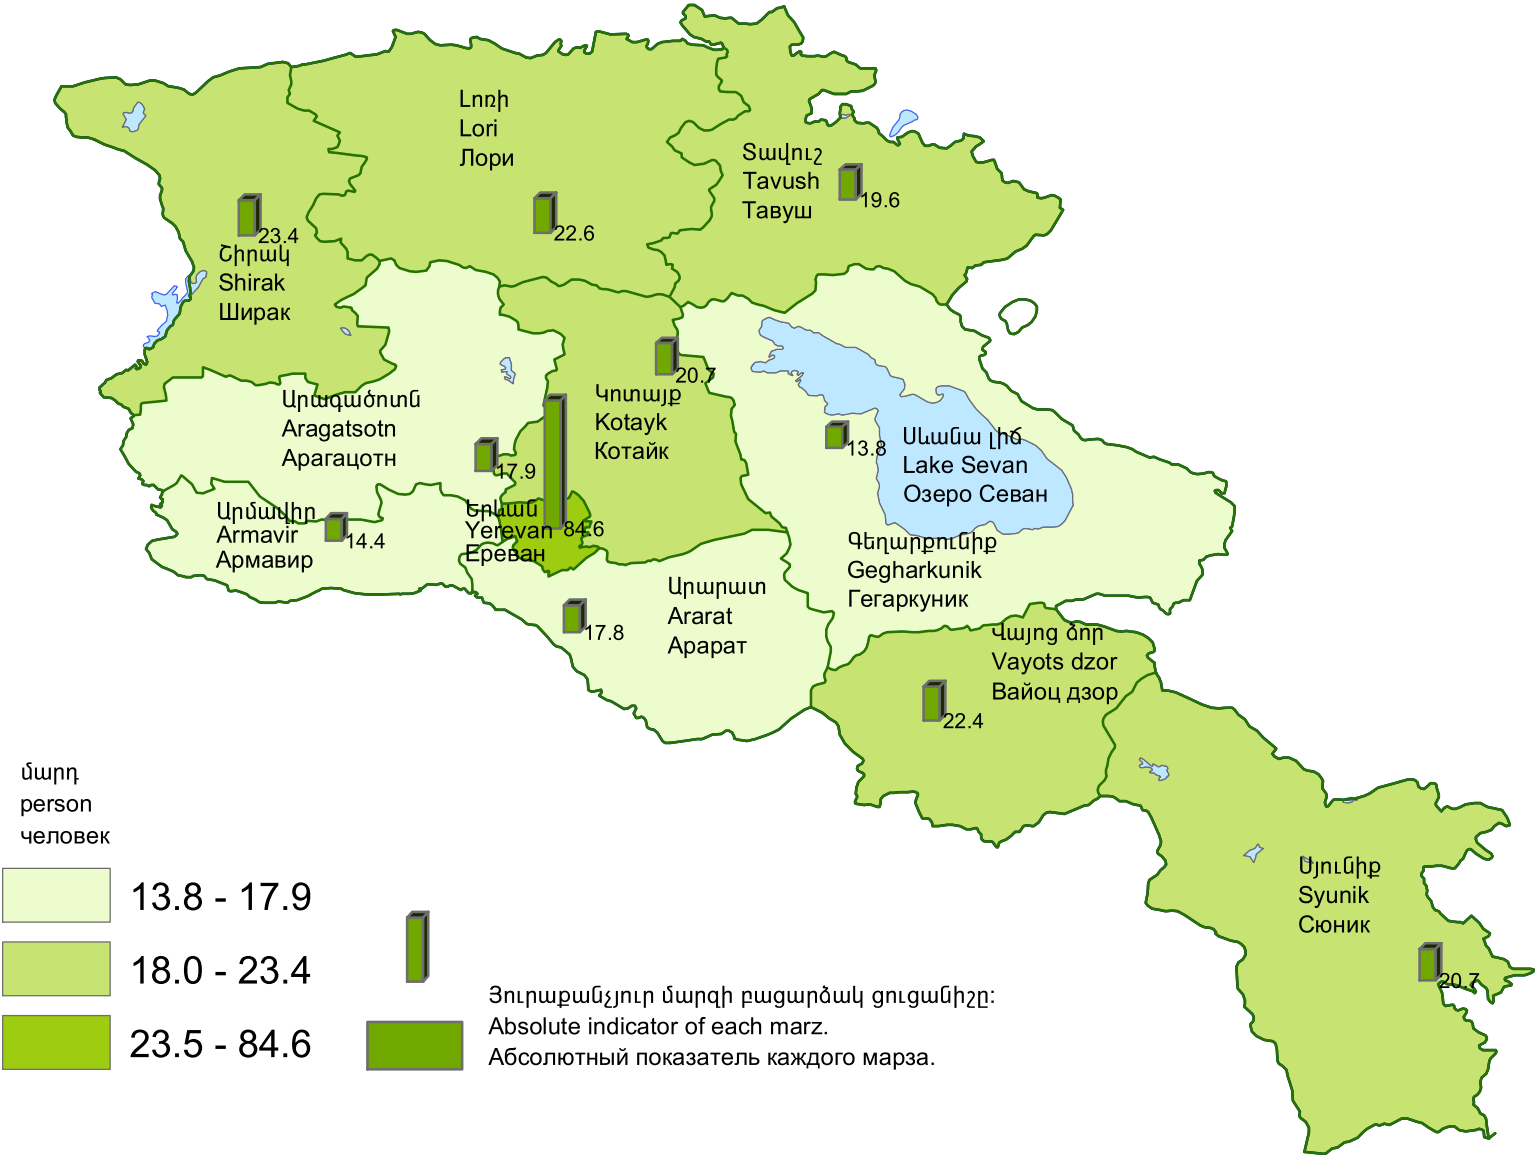 Լոռի
Lori
Лори
22.6
Տավուշ
Tavush
Тавуш
19.6
23.4
Շիրակ
Shirak
Ширак
20.7
Կոտայք
Kotayk
Котайк
Արագածոտն
Aragatsotn
Арагацотн
17.9
13.8
Սևանա լիճ
Lake Sevan
Озеро Севан
Արմավիր
Armavir
Армавир
14.4
Երևան
Yerevan
Ереван
84.6
Գեղարքունիք
Gegharkunik
Гегаркуник
Արարատ
Ararat
Арарат
17.8
Վայոց ձոր
Vayots dzor
Вайоц дзор
22.4
Սյունիք
Syunik
Сюник
20.7
մարդ
person
человек
13.8 - 17.9
18.0 - 23.4
23.5 - 84.6
Յուրաքանչյուր մարզի բացարձակ ցուցանիշը:
Absolute indicator of each marz.
Абсолютный показатель каждого марза.